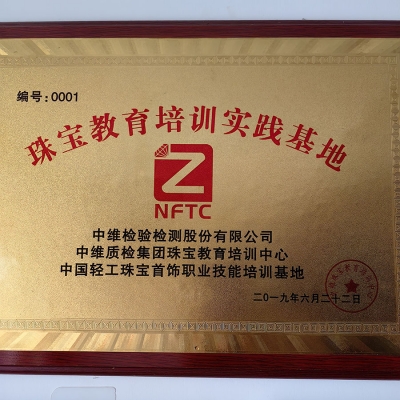 编号:0001
珠宝教育培训实践基地
Z
NFTC
中维检验检测股份有限公司
中维质检集团珠宝教育培训中心
中国轻工珠宝首饰职业技能培训基地
二0一九年六月二十二日